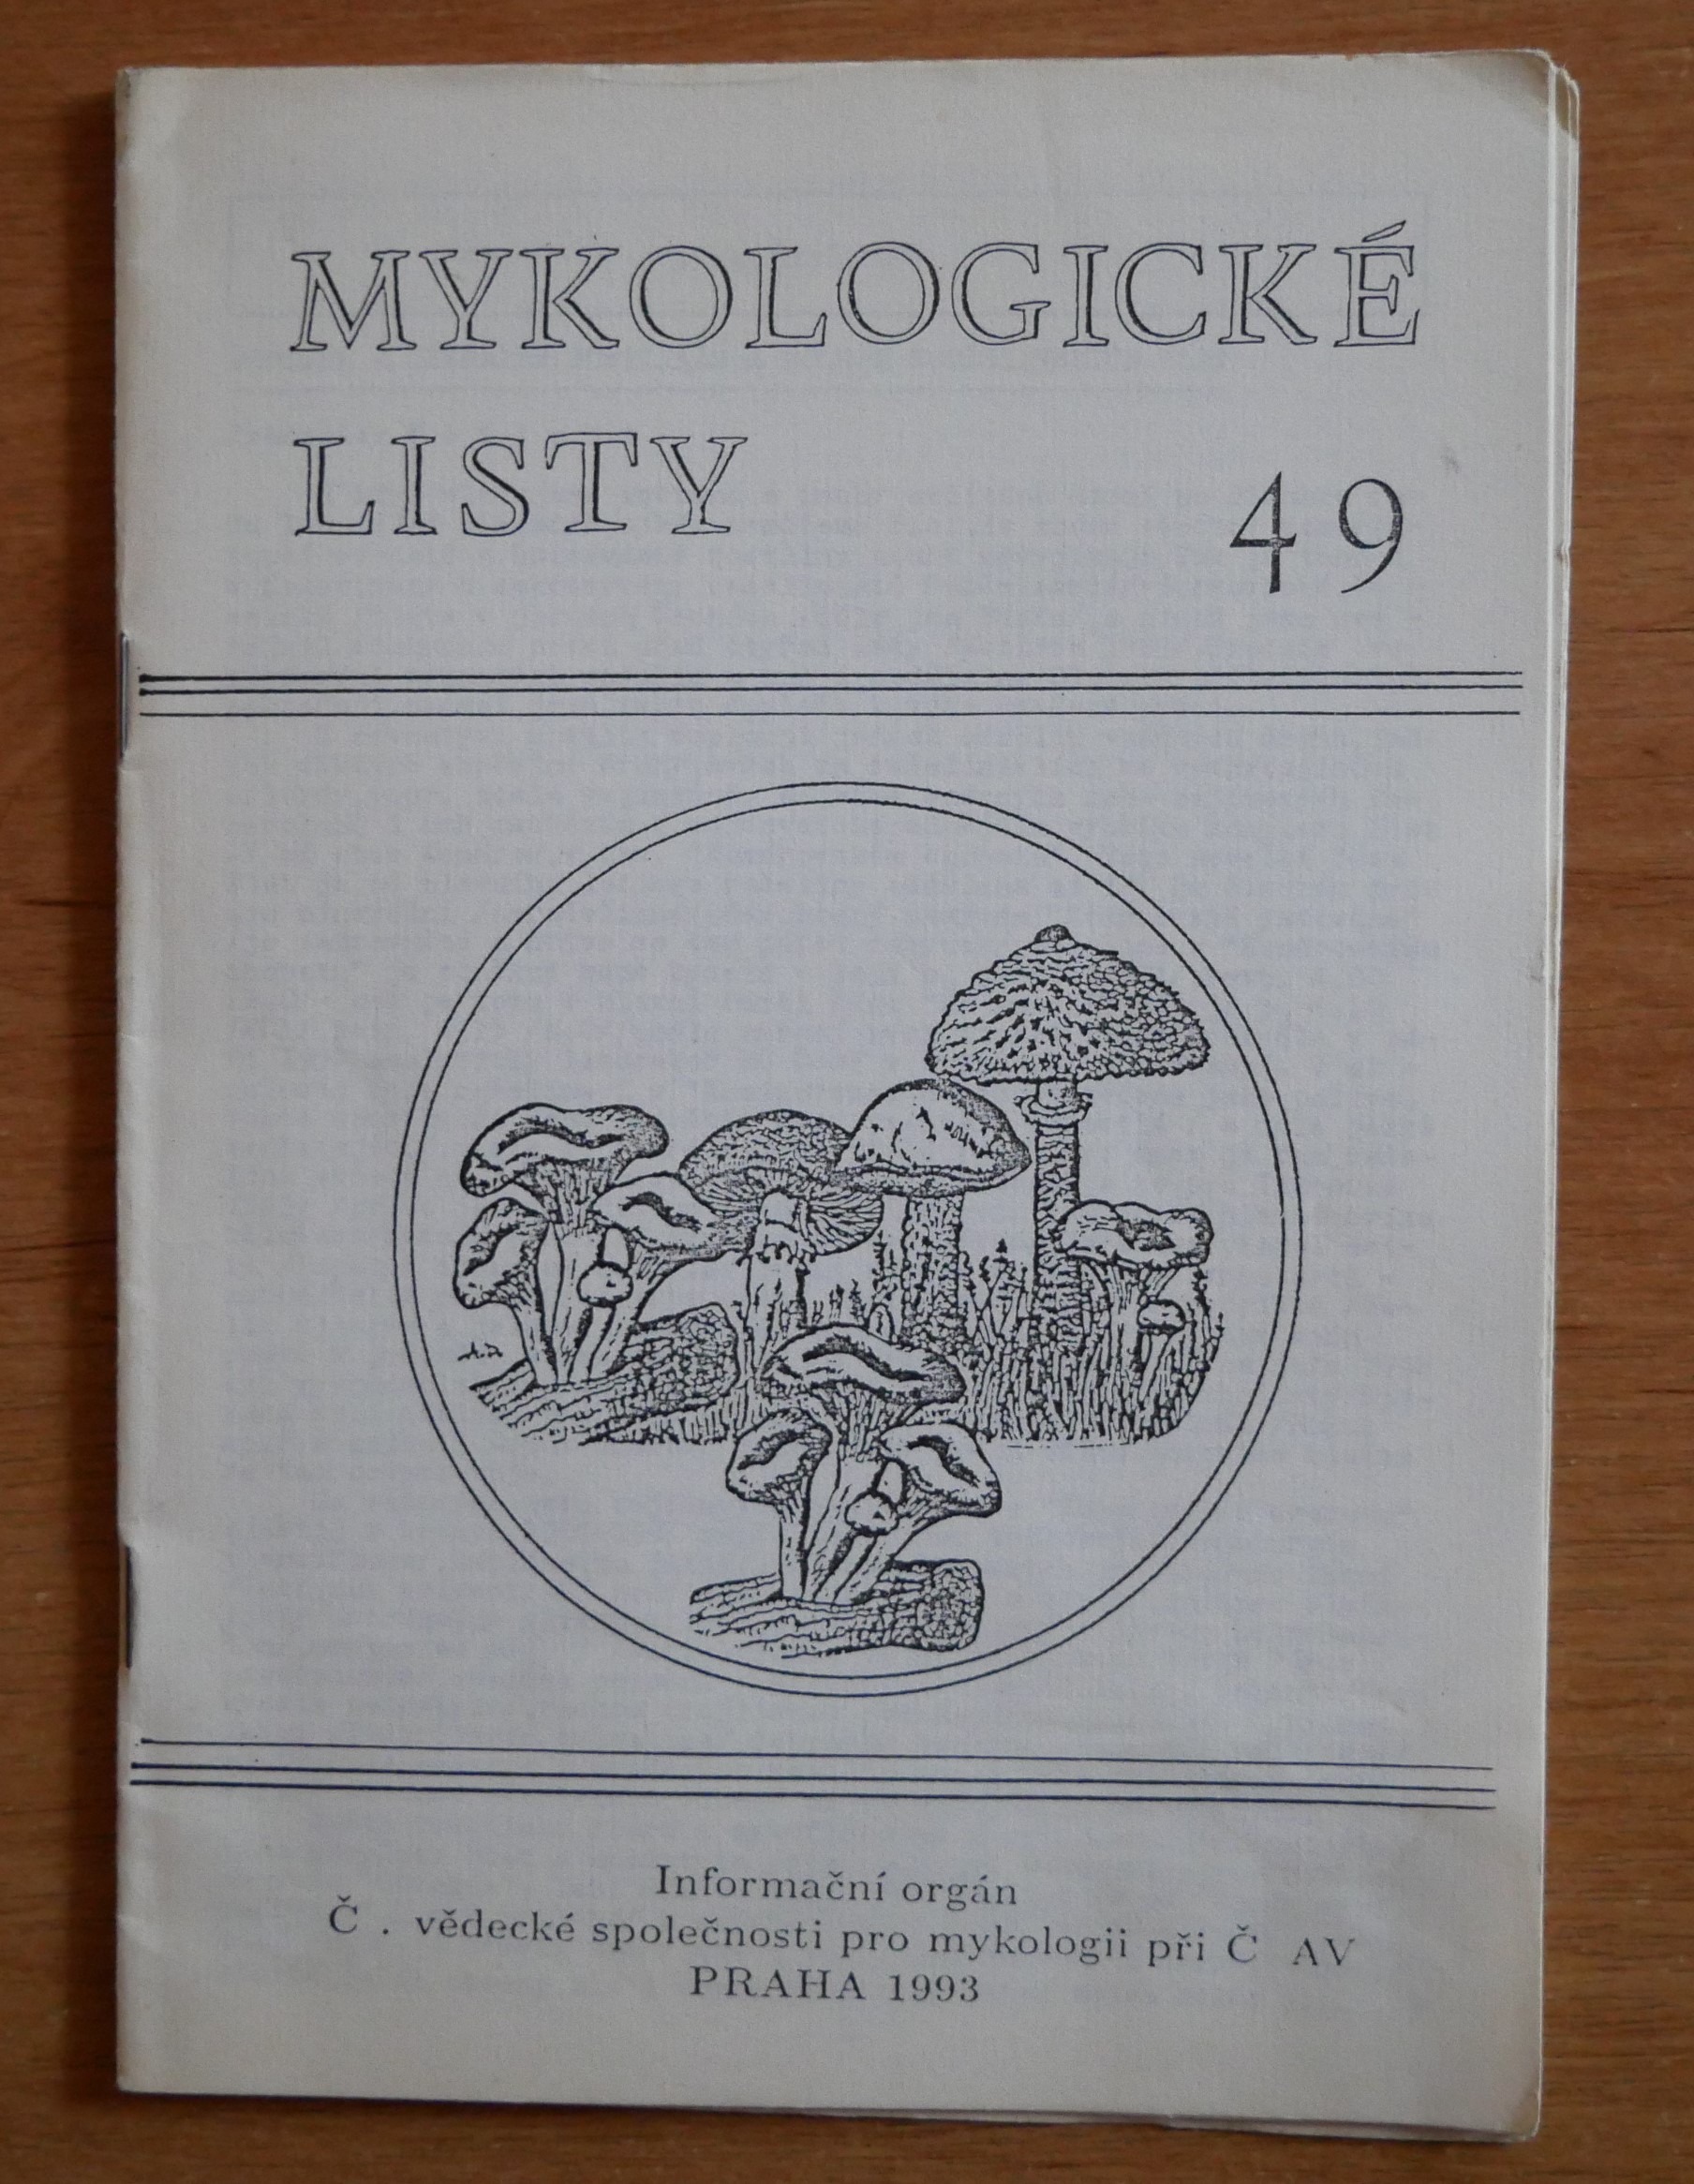 MYKOLOGICKÉ
LISTY 49
A.D.
Informační orgán
Č . vědecké společnosti pro mykologii při Č AV
PRAHA 1993